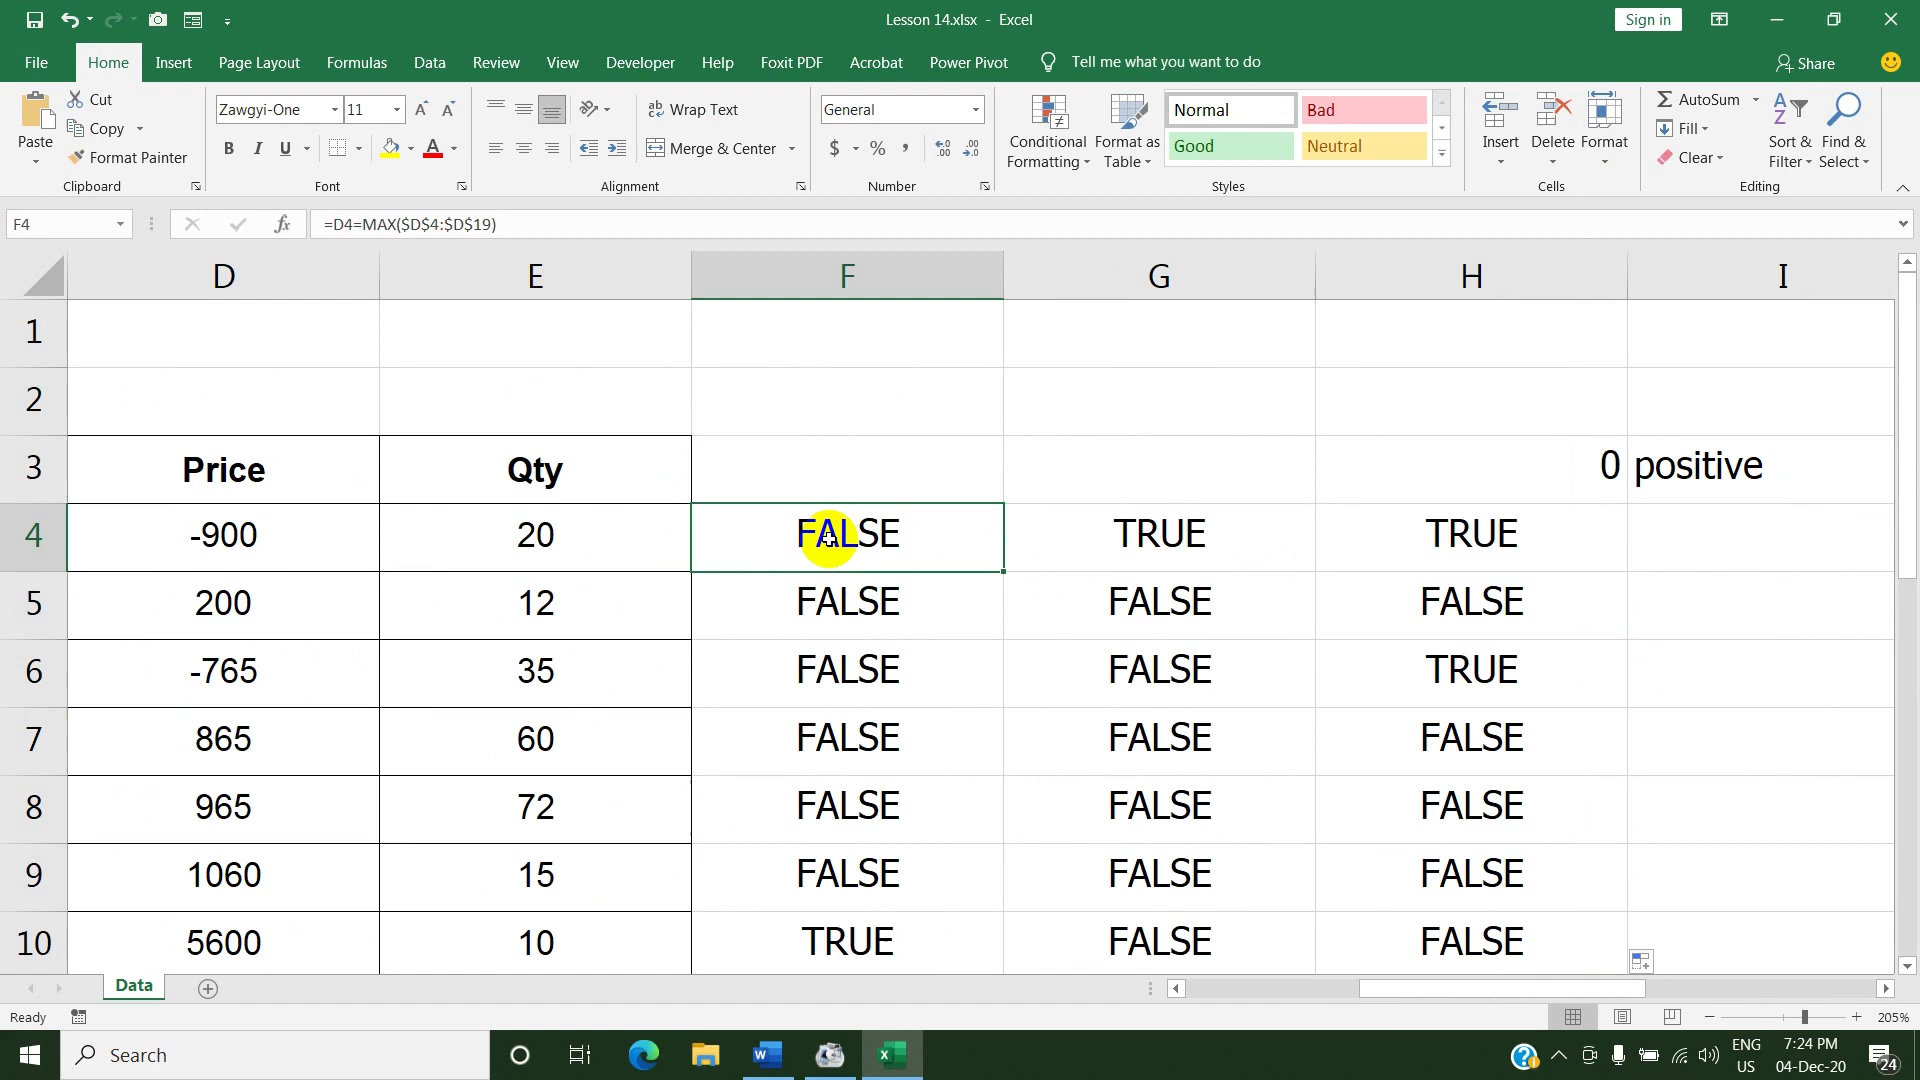 Lesson 14.xlsx - Excel
Sign in
File Home Insert Page Layout Formulas Data Review View Developer Help Foxit PDF Acrobat Power Pivot Tell me what you want to do Share
Paste
Cut
Copy
Format Painter
Clipboard
Zawgyi-One 11
B I U
Font
Wrap Text
Merge & Center
Alignment
General
$ % ,
Number
Conditional Formatting
Format as Table
Normal Bad
Good Neutral
Styles
Insert Delete Format
Cells
AutoSum
Fill
Clear
Sort & Filter
Find & Select
Editing
F4 fx =D4=MAX($D$4:$D$19)
D E F G H I
1
2
3 Price Qty 0 positive
4 -900 20 FALSE TRUE TRUE
5 200 12 FALSE FALSE FALSE
6 -765 35 FALSE FALSE TRUE
7 865 60 FALSE FALSE FALSE
8 965 72 FALSE FALSE FALSE
9 1060 15 FALSE FALSE FALSE
10 5600 10 TRUE FALSE FALSE
Data
Ready 205%
Search
ENG
US
7:24 PM
04-Dec-20
24